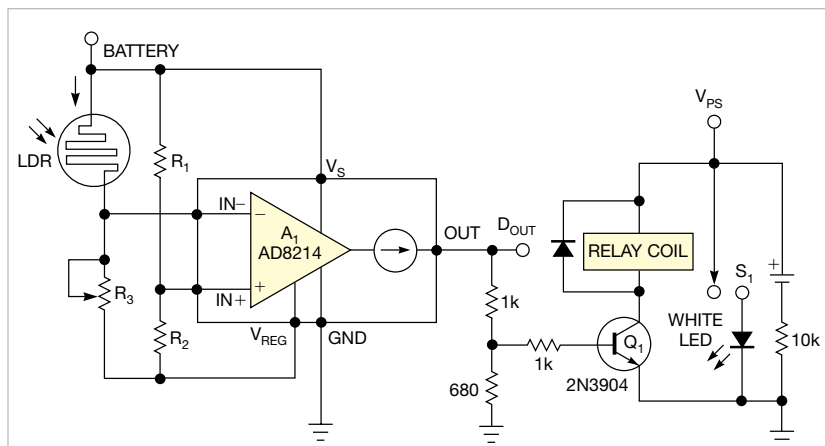 BATTERY
LDR
R1
R3
R2
VS
IN−
A1
AD8214
IN+
VREG
GND
OUT
DOUT
1k
1k
680
VPS
RELAY COIL
Q1
2N3904
S1
WHITE
LED
+
10k